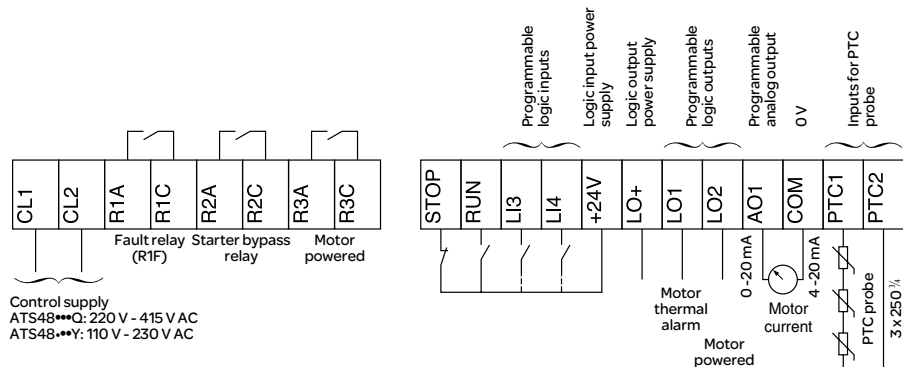 Programmable
logic inputs
Logic input power
supply
Logic output
power supply
Programmable
logic outputs
Programmable
analog output
0 V
Inputs for PTC
probe
CL1
CL2
R1A
R1C
R2A
R2C
R3A
R3C
STOP
RUN
LI3
LI4
+24V
LO+
LO1
LO2
AO1
COM
PTC1
PTC2
Fault relay
(R1F)
Starter bypass
relay
Motor
powered
Control supply
ATS48•••Q: 220 V - 415 V AC
ATS48•••Y: 110 V - 230 V AC
Motor
thermal
alarm
Motor
powered
0-20 mA
4-20 mA
Motor
current
PTC probe
3 x 250 ¼